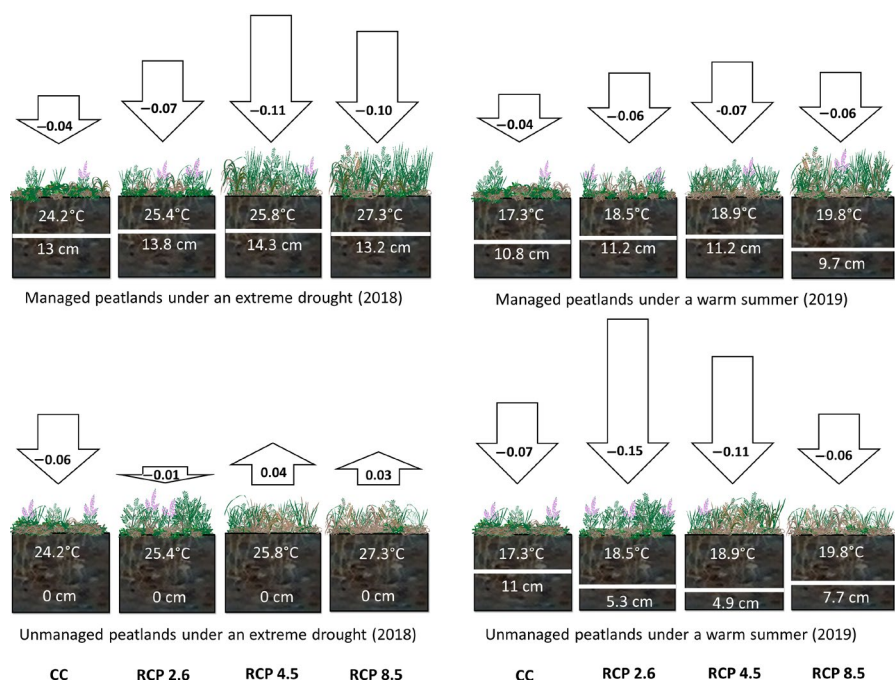 −0.04
−0.07
−0.11
−0.10
24.2°C
25.4°C
25.8°C
27.3°C
13 cm
13.8 cm
14.3 cm
13.2 cm
Managed peatlands under an extreme drought (2018)
−0.04
−0.06
-0.07
−0.06
17.3°C
18.5°C
18.9°C
19.8°C
10.8 cm
11.2 cm
11.2 cm
9.7 cm
Managed peatlands under a warm summer (2019)
−0.06
−0.01
0.04
0.03
24.2°C
25.4°C
25.8°C
27.3°C
0 cm
0 cm
0 cm
0 cm
Unmanaged peatlands under an extreme drought (2018)
CC
RCP 2.6
RCP 4.5
RCP 8.5
−0.07
−0.15
−0.11
−0.06
17.3°C
18.5°C
18.9°C
19.8°C
11 cm
5.3 cm
4.9 cm
7.7 cm
Unmanaged peatlands under a warm summer (2019)
CC
RCP 2.6
RCP 4.5
RCP 8.5